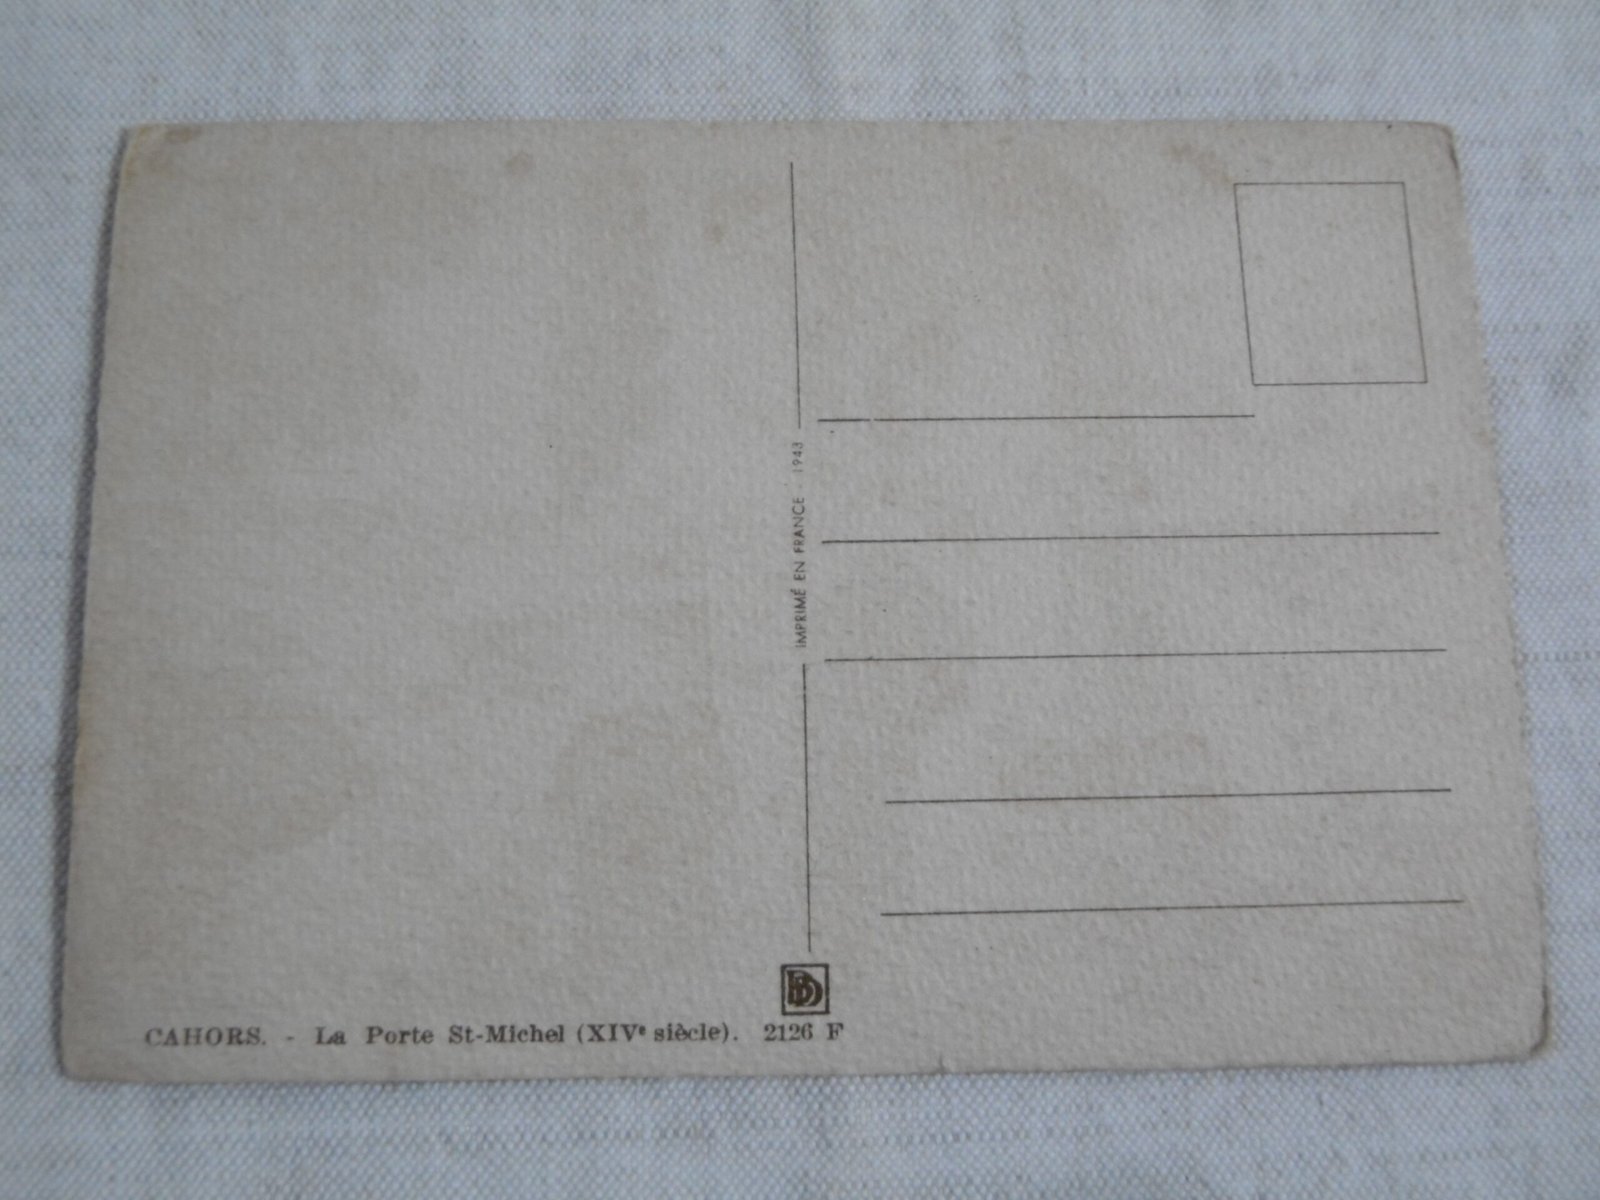 IMPRIMÉ EN FRANCE 1943
CAHORS. - La Porte St-Michel (XIVe siècle). 2126 F